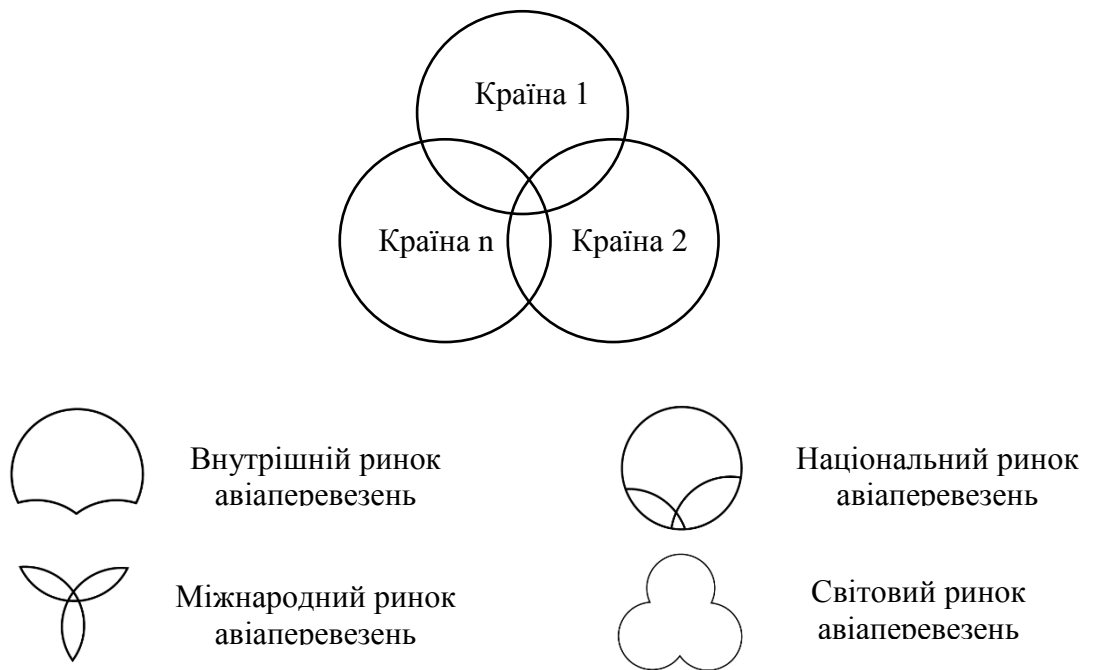 Країна 1
Країна n
Країна 2
Внутрішній ринок
авіаперевезень
Національний ринок
авіаперевезень
Міжнародний ринок
авіаперевезень
Світовий ринок
авіаперевезень